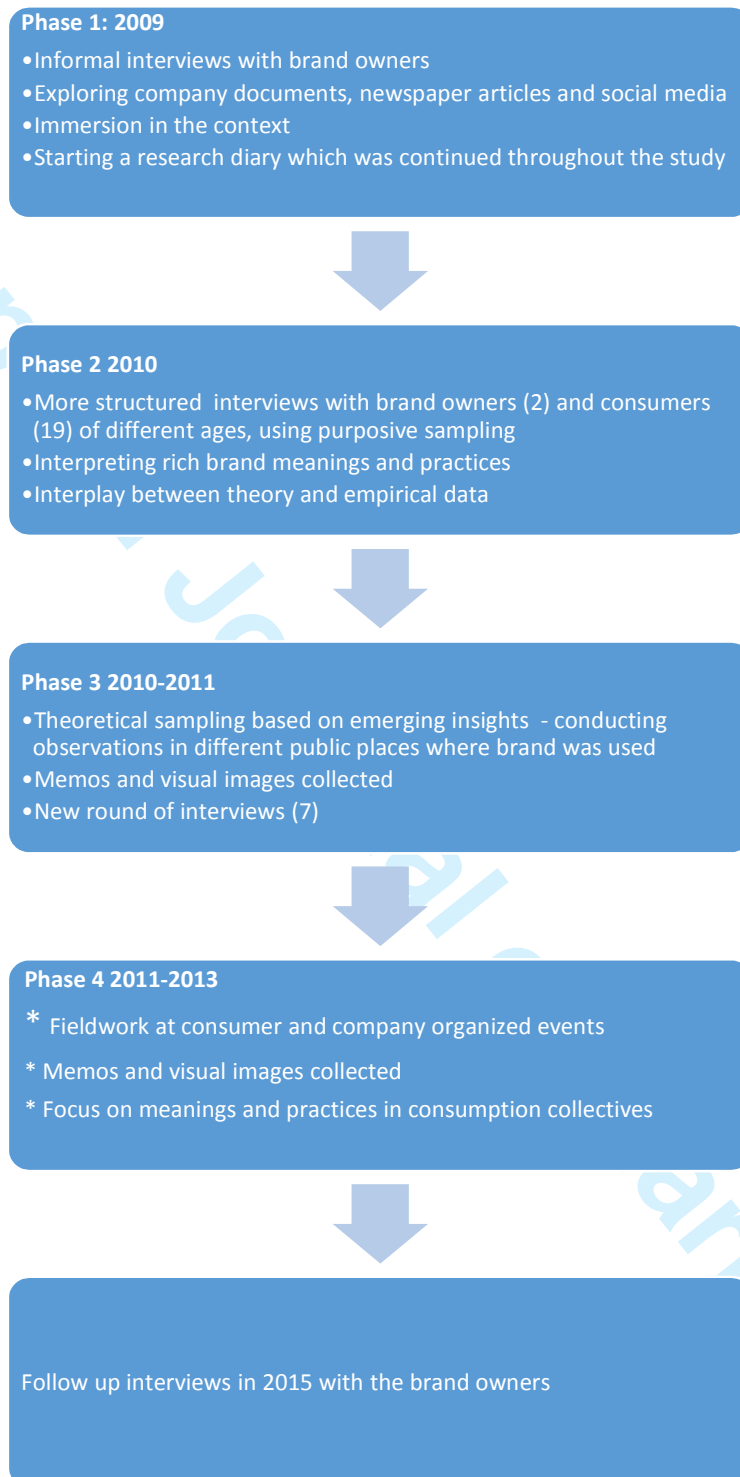 Phase 1: 2009
•Informal interviews with brand owners
•Exploring company documents, newspaper articles and social media
•Immersion in the context
•Starting a research diary which was continued throughout the study
Phase 2 2010
•More structured  interviews with brand owners (2) and consumers
(19) of different ages, using purposive sampling
•Interpreting rich brand meanings and practices
•Interplay between theory and empirical data
Phase 3 2010-2011
•Theoretical sampling based on emerging insights  - conducting
observations in different public places where brand was used
•Memos and visual images collected
•New round of interviews (7)
Phase 4 2011-2013
* Fieldwork at consumer and company organized events
* Memos and visual images collected
* Focus on meanings and practices in consumption collectives
Follow up interviews in 2015 with the brand owners